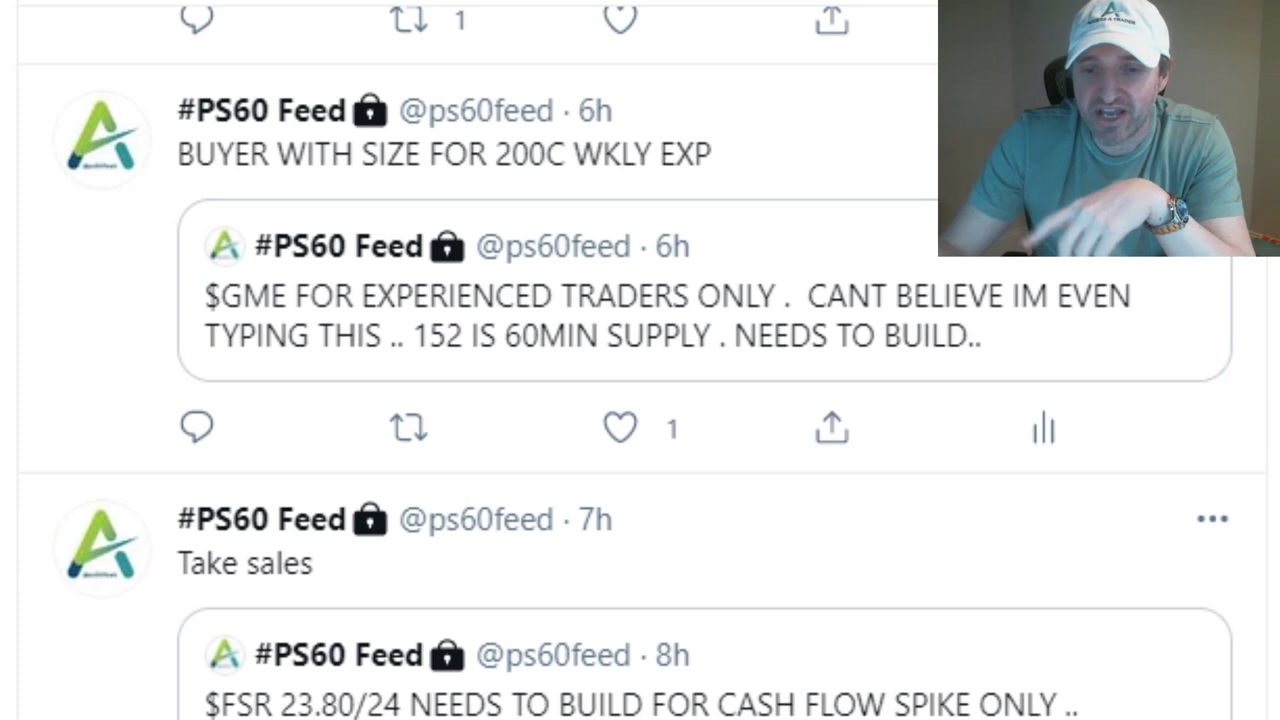 1
#PS60 Feed @ps60feed · 6h
BUYER WITH SIZE FOR 200C WKLY EXP
#PS60 Feed @ps60feed · 6h
$GME FOR EXPERIENCED TRADERS ONLY . CANT BELIEVE IM EVEN
TYPING THIS .. 152 IS 60MIN SUPPLY . NEEDS TO BUILD..
1
#PS60 Feed @ps60feed · 7h
Take sales
#PS60 Feed @ps60feed · 8h
$FSR 23.80/24 NEEDS TO BUILD FOR CASH FLOW SPIKE ONLY ..